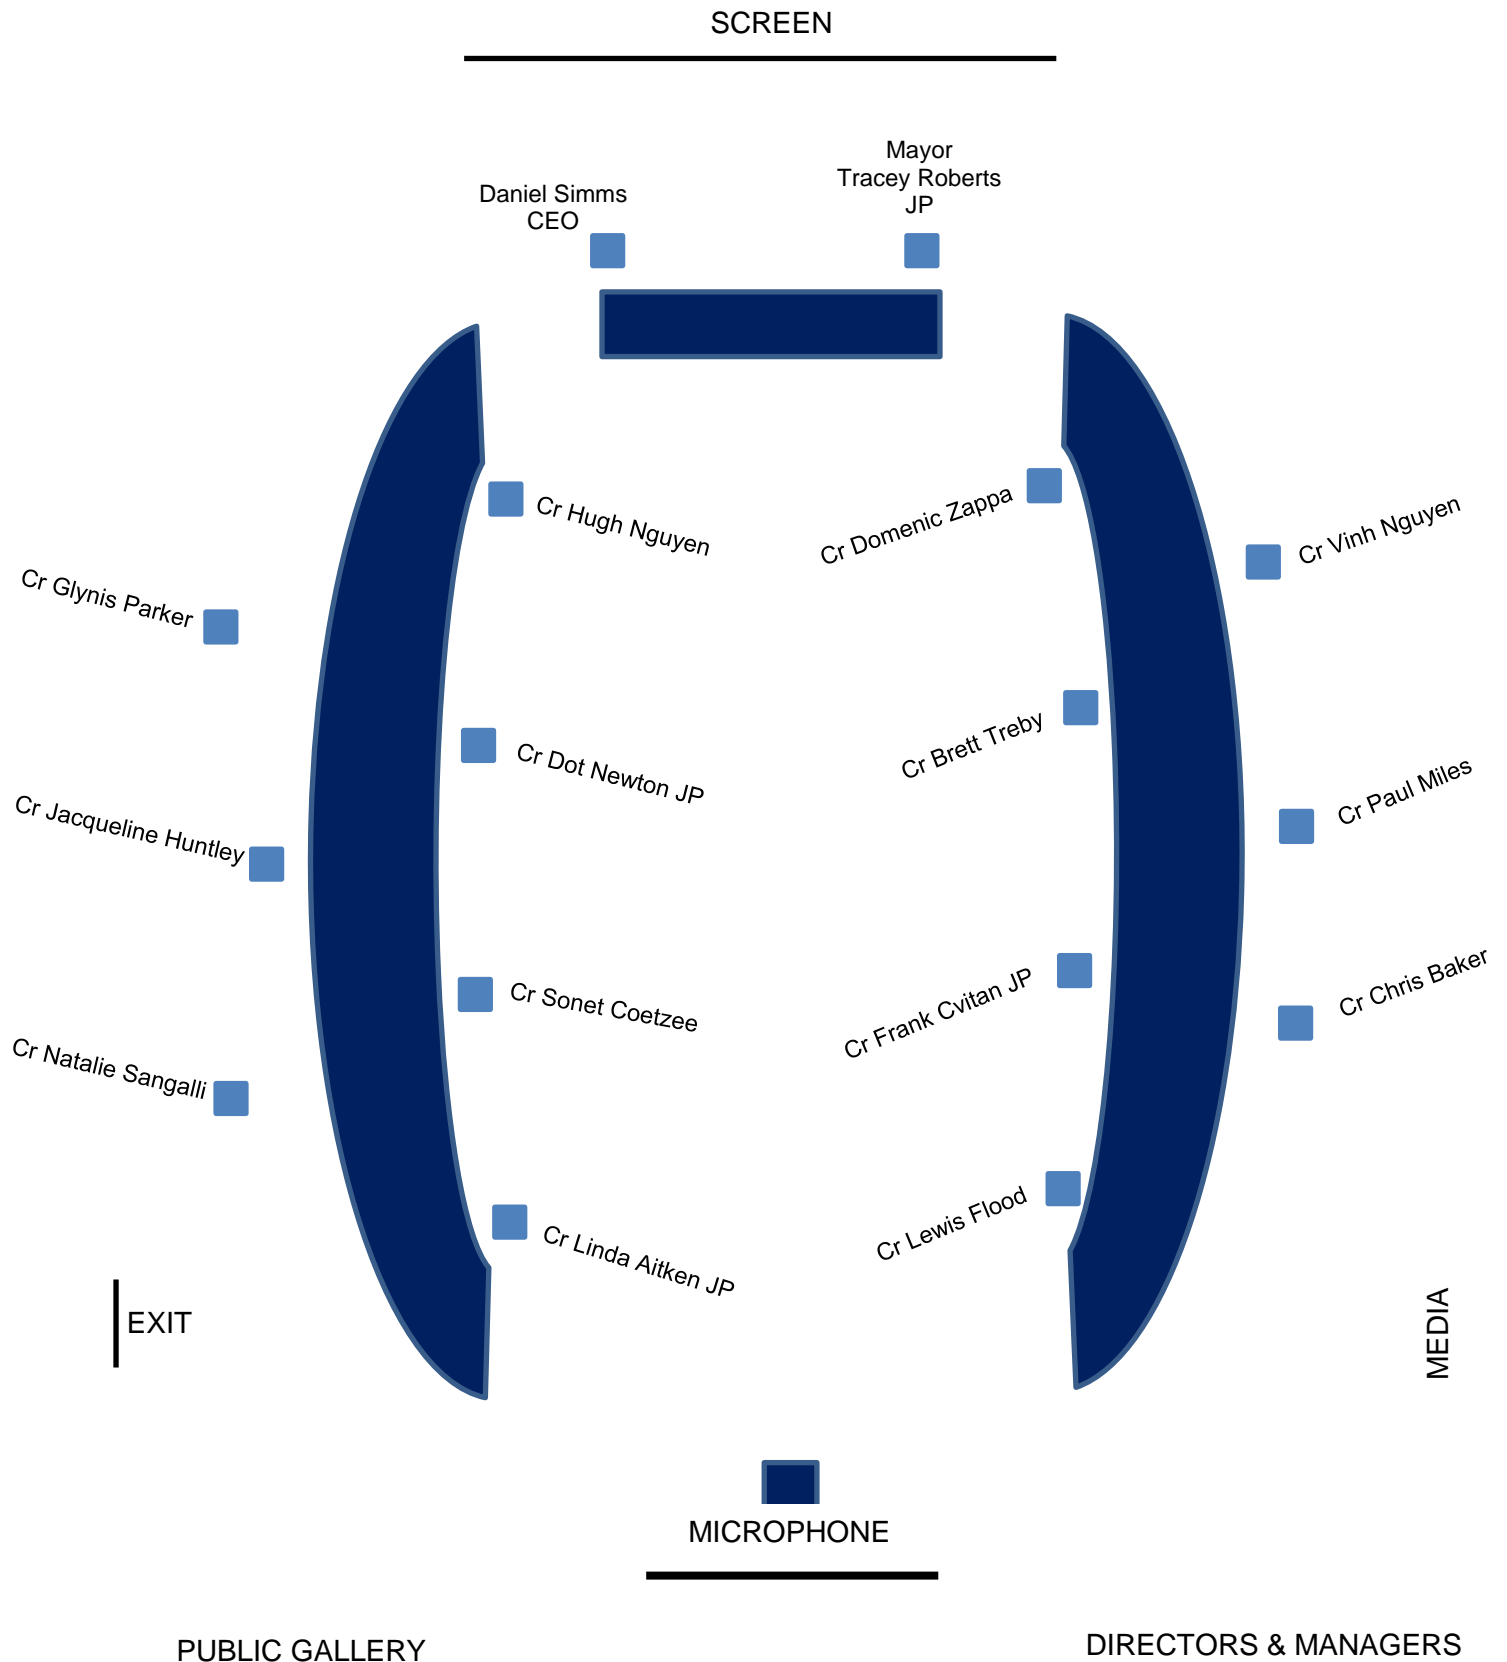 SCREEN
Mayor
Tracey Roberts
JP
Daniel Simms
CEO
Cr Hugh Nguyen
Cr Domenic Zappa
Cr Vinh Nguyen
Cr Glynis Parker
Cr Dot Newton JP
Cr Brett Treby
Cr Paul Miles
Cr Jacqueline Huntley
Cr Sonet Coetzee
Cr Frank Cvitan JP
Cr Chris Baker
Cr Natalie Sangalli
Cr Linda Aitken JP
Cr Lewis Flood
EXIT
MEDIA
MICROPHONE
PUBLIC GALLERY
DIRECTORS & MANAGERS